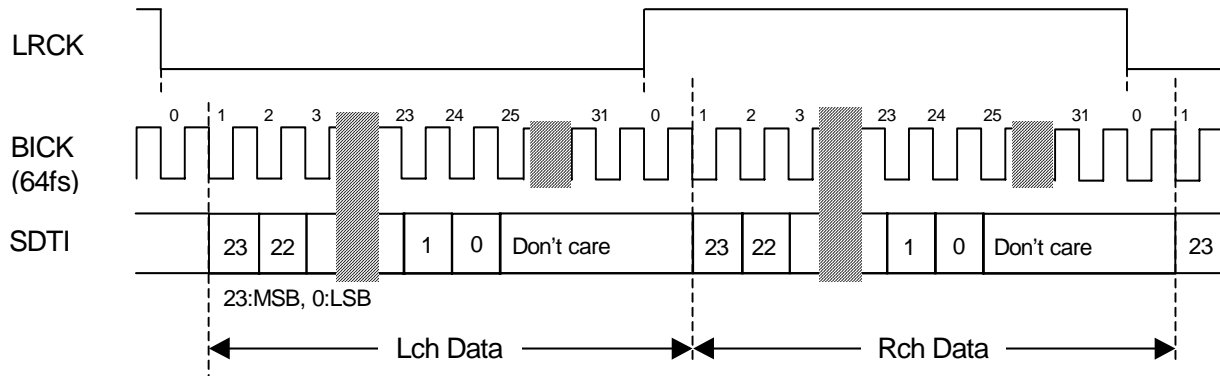 LRCK
0 1 2 3 23 24 25 31 0 1 2 3 23 24 25 31 0 1
BICK
(64fs)
SDTI 23 22 1 0 Don't care 23 22 1 0 Don't care 23
23:MSB, 0:LSB
Lch Data Rch Data